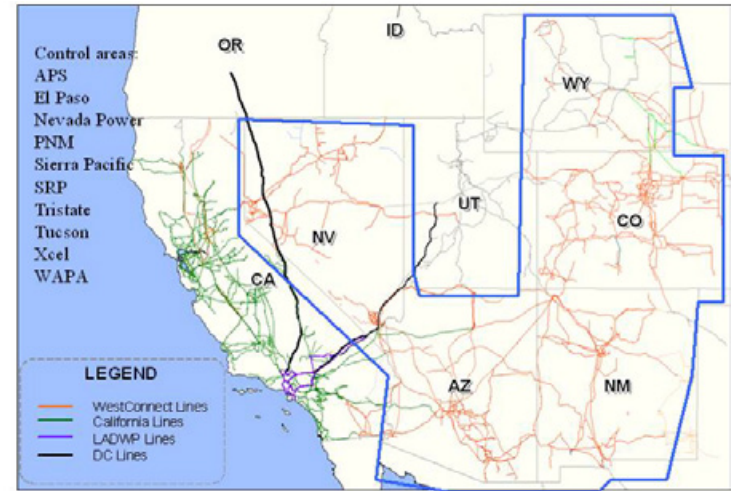 Control areas:
APS
El Paso
Nevada Power
PNM
Sierra Pacific
SRP
Tristate
Tucson
Xcel
WAPA
OR
ID
WY
UT
CO
NV
CA
AZ
NM
LEGEND
WestConnect Lines
California Lines
LADWP Lines
DC Lines